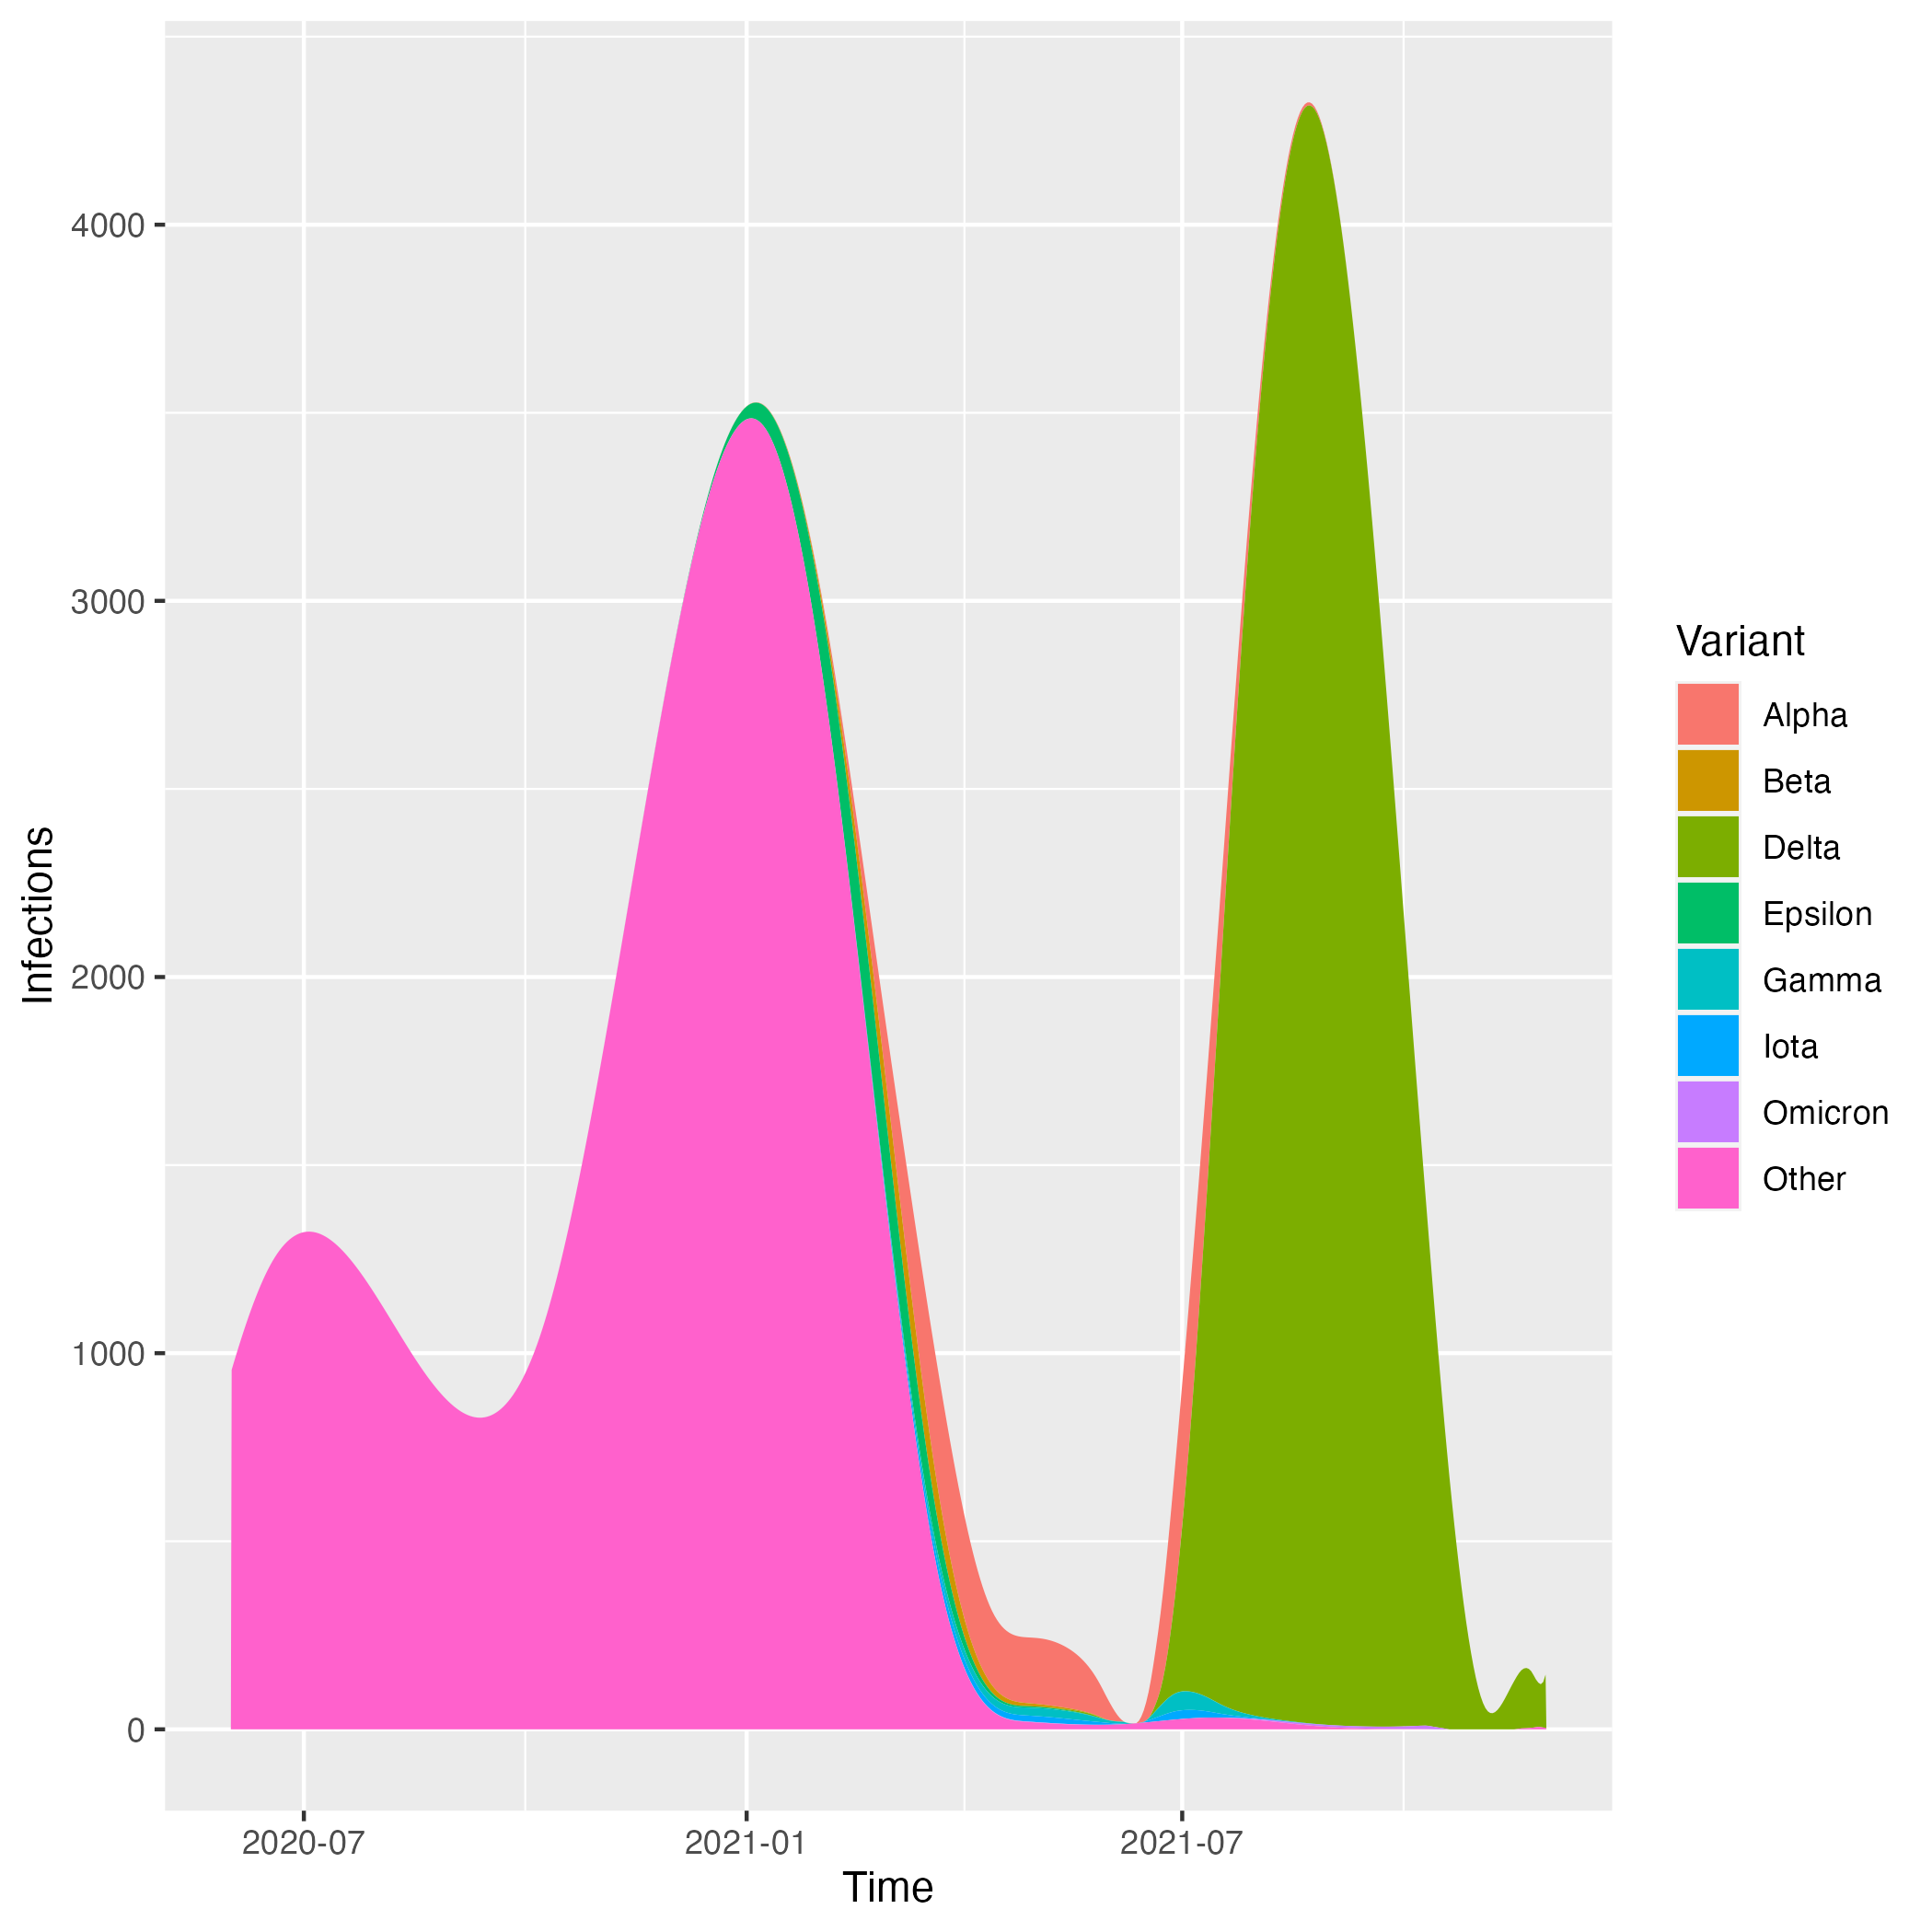 Infections
4000
3000
2000
1000
0
2020-07
2021-01
2021-07
Time
Variant
Alpha
Beta
Delta
Epsilon
Gamma
Iota
Omicron
Other